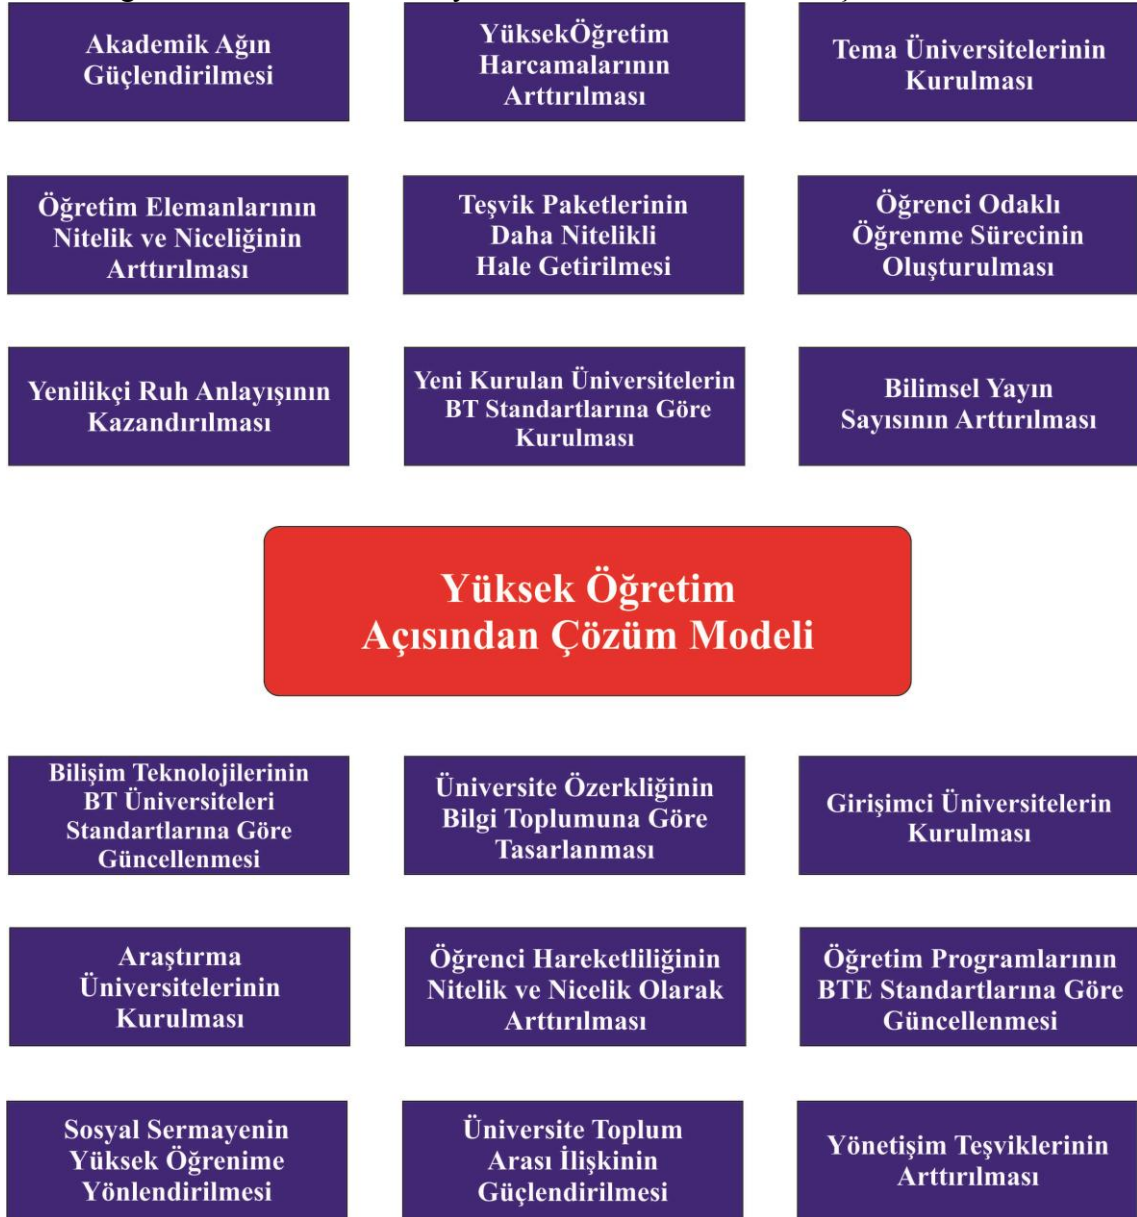 Akademik Ağın
Güçlendirilmesi
YüksekÖğretim
Harcamalarının
Arttırılması
Tema Üniversitelerinin
Kurulması
Öğretim Elemanlarının
Nitelik ve Niceliğinin
Arttırılması
Teşvik Paketlerinin
Daha Nitelikli
Hale Getirilmesi
Öğrenci Odaklı
Öğrenme Sürecinin
Oluşturulması
Yenilikçi Ruh Anlayışının
Kazandırılması
Yeni Kurulan Üniversitelerin
BT Standartlarına Göre
Kurulması
Bilimsel Yayın
Sayısının Arttırılması
Yüksek Öğretim
Açısından Çözüm Modeli
Bilişim Teknolojilerinin
BT Üniversiteleri
Standartlarına Göre
Güncellenmesi
Üniversite Özerkliğinin
Bilgi Toplumuna Göre
Tasarlanması
Girişimci Üniversitelerin
Kurulması
Araştırma
Üniversitelerinin
Kurulması
Öğrenci Hareketliliğinin
Nitelik ve Nicelik Olarak
Arttırılması
Öğretim Programlarının
BTE Standartlarına Göre
Güncellenmesi
Sosyal Sermayenin
Yüksek Öğrenime
Yönlendirilmesi
Üniversite Toplum
Arası İlişkinin
Güçlendirilmesi
Yönetişim Teşviklerinin
Arttırılması